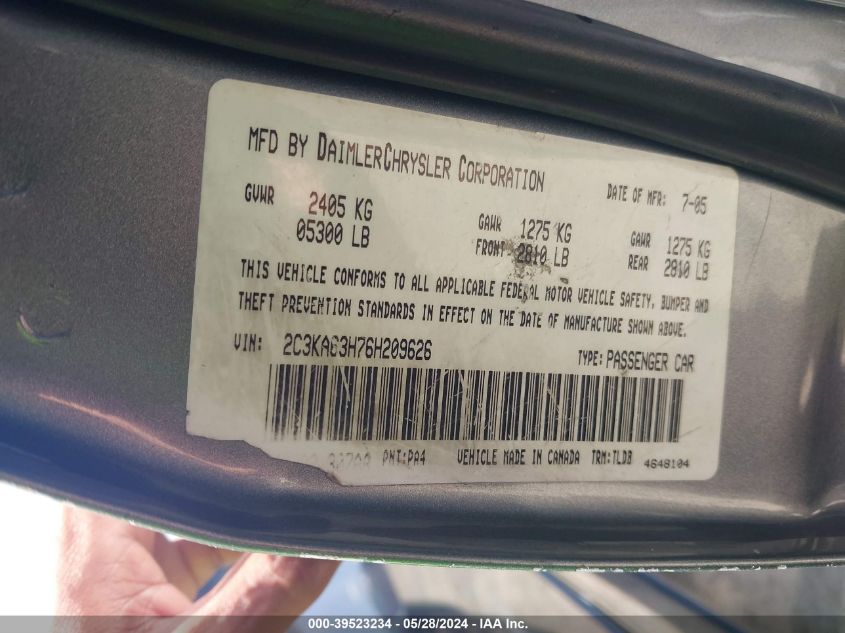 MFD BY DAIMLERCHRYSLER CORPORATION
DATE OF MFR: 7-05
GVWR 2405 KG
05300 LB
GAWR FRONT 1275 KG
2810 LB
GAWR REAR 1275 KG
2810 LB
THIS VEHICLE CONFORMS TO ALL APPLICABLE FEDERAL MOTOR VEHICLE SAFETY, BUMPER AND
THEFT PREVENTION STANDARDS IN EFFECT ON THE DATE OF MANUFACTURE SHOWN ABOVE.
VIN: 2C3KA63H76H209626 TYPE: PASSENGER CAR
PNT:PA4 VEHICLE MADE IN CANADA TRM:TLDB 4648104
000-39523234 - 05/28/2024 - IAA Inc.